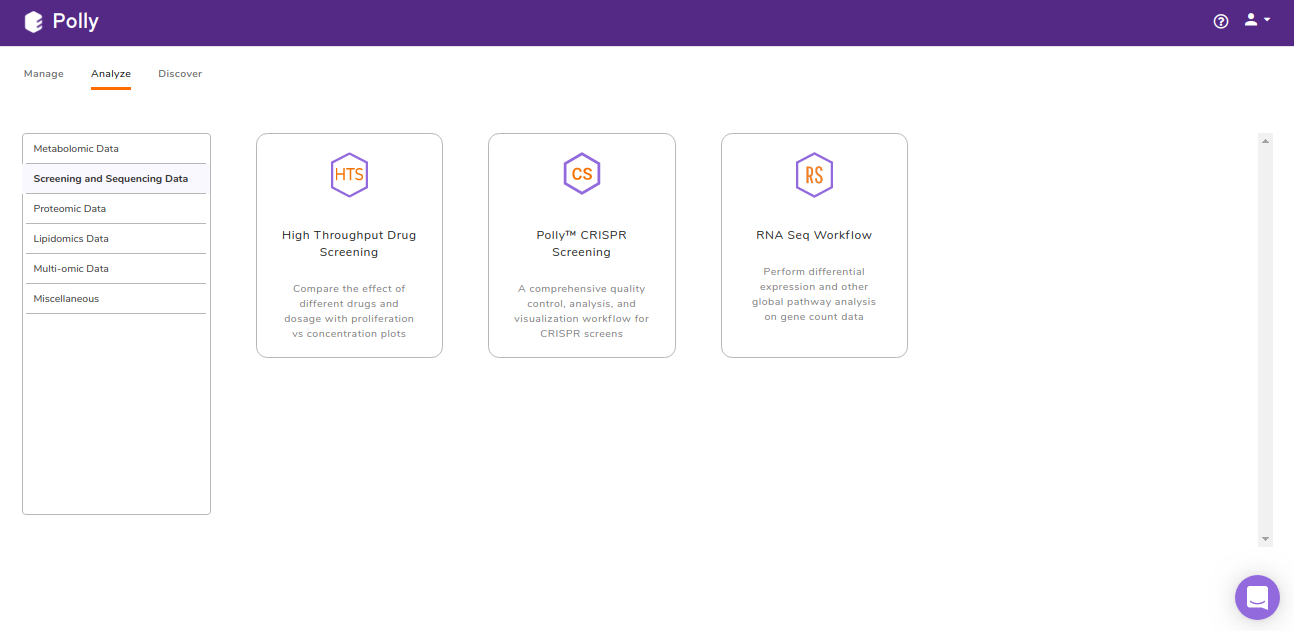 Polly
Manage
Analyze
Discover
Metabolomic Data
Screening and Sequencing Data
Proteomic Data
Lipidomics Data
Multi-omic Data
Miscellaneous
HTS
High Throughput Drug
Screening
Compare the effect of
different drugs and
dosage with proliferation
vs concentration plots
CS
Polly™ CRISPR
Screening
A comprehensive quality
control, analysis, and
visualization workflow for
CRISPR screens
RS
RNA Seq Workflow
Perform differential
expression and other
global pathway analysis
on gene count data